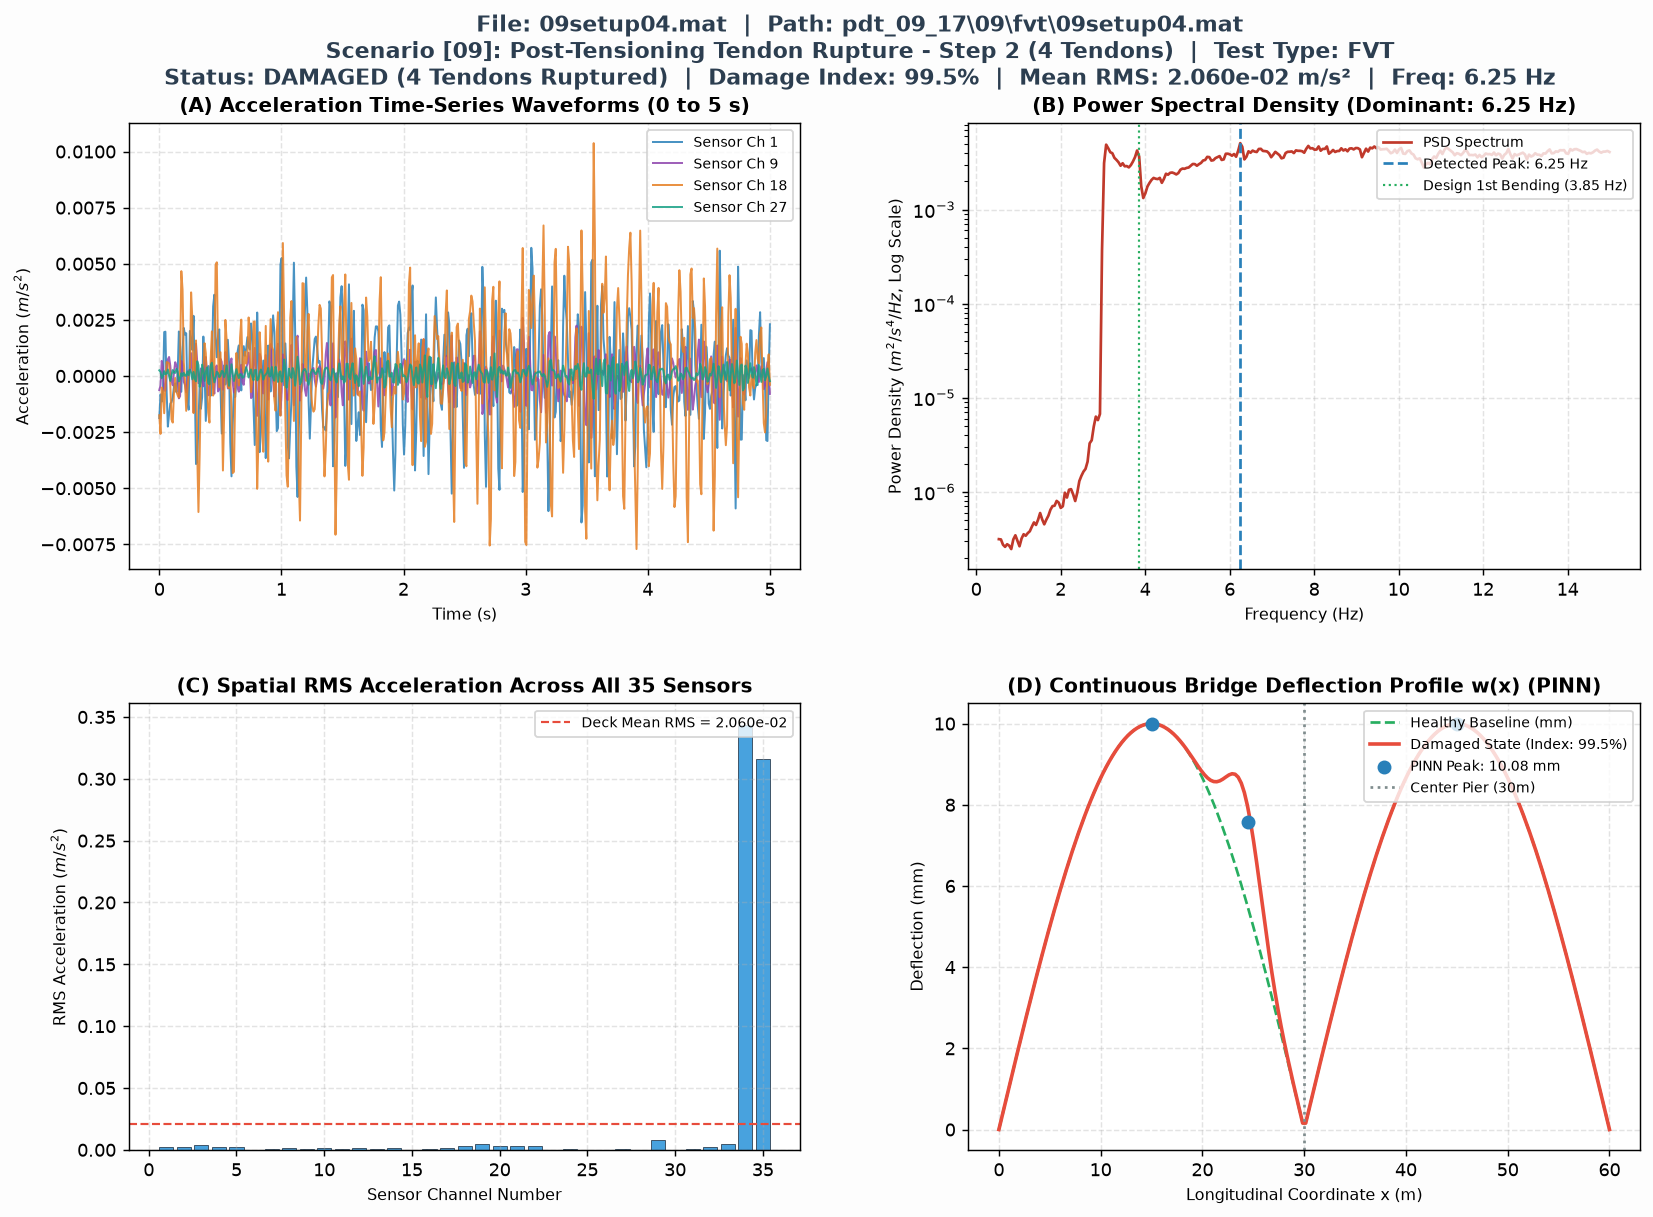 File: 09setup04.mat | Path: pdt_09_17\09\fvt\09setup04.mat
Scenario [09]: Post-Tensioning Tendon Rupture - Step 2 (4 Tendons) | Test Type: FVT
Status: DAMAGED (4 Tendons Ruptured) | Damage Index: 99.5% | Mean RMS: 2.060e-02 m/s² | Freq: 6.25 Hz
(A) Acceleration Time-Series Waveforms (0 to 5 s)
Sensor Ch 1
Sensor Ch 9
Sensor Ch 18
Sensor Ch 27
0.0100
0.0075
0.0050
0.0025
0.0000
−0.0025
−0.0050
−0.0075
Acceleration (m/s²)
0 1 2 3 4 5
Time (s)
(B) Power Spectral Density (Dominant: 6.25 Hz)
PSD Spectrum
Detected Peak: 6.25 Hz
Design 1st Bending (3.85 Hz)
10⁻³
10⁻⁴
10⁻⁵
10⁻⁶
Power Density (m²/s⁴/Hz, Log Scale)
0 2 4 6 8 10 12 14
Frequency (Hz)
(C) Spatial RMS Acceleration Across All 35 Sensors
Deck Mean RMS = 2.060e-02
0.35
0.30
0.25
0.20
0.15
0.10
0.05
0.00
RMS Acceleration (m/s²)
0 5 10 15 20 25 30 35
Sensor Channel Number
(D) Continuous Bridge Deflection Profile w(x) (PINN)
Healthy Baseline (mm)
Damaged State (Index: 99.5%)
PINN Peak: 10.08 mm
Center Pier (30m)
10
8
6
4
2
0
Deflection (mm)
0 10 20 30 40 50 60
Longitudinal Coordinate x (m)